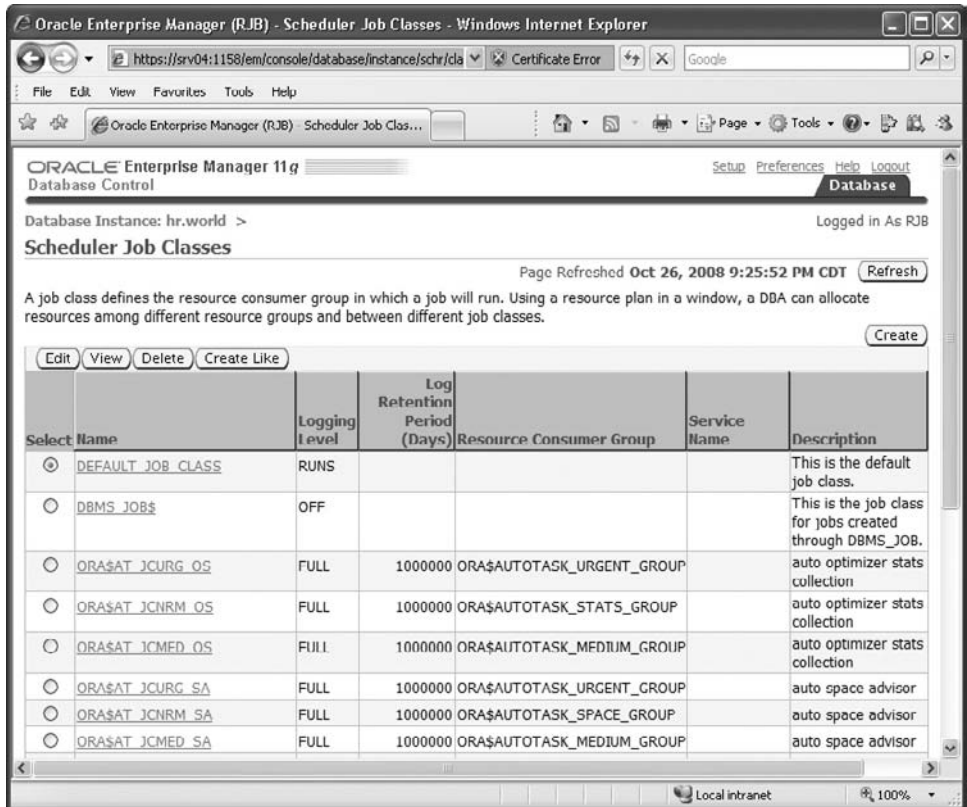 Oracle Enterprise Manager (RJB) - Scheduler Job Classes - Windows Internet Explorer
https://srv04:1158/em/console/database/instance/schr/cla Certificate Error Google
File Edit View Favorites Tools Help
Oracle Enterprise Manager (RJB) - Scheduler Job Clas... Page Tools
ORACLE Enterprise Manager 11g Setup Preferences Help Logout
Database Control Database
Database Instance: hr.world > Logged in As RJB
Scheduler Job Classes
Page Refreshed Oct 26, 2008 9:25:52 PM CDT Refresh
A job class defines the resource consumer group in which a job will run. Using a resource plan in a window, a DBA can allocate
resources among different resource groups and between different job classes.
Create
Edit View Delete Create Like
Select Name Logging Level Log Retention Period (Days) Resource Consumer Group Service Name Description
DEFAULT_JOB_CLASS RUNS This is the default job class.
DBMS_JOB$ OFF This is the job class for jobs created through DBMS_JOB.
ORA$AT_JCURG_OS FULL 1000000 ORA$AUTOTASK_URGENT_GROUP auto optimizer stats collection
ORA$AT_JCNRM_OS FULL 1000000 ORA$AUTOTASK_STATS_GROUP auto optimizer stats collection
ORA$AT_JCMED_OS FULL 1000000 ORA$AUTOTASK_MEDIUM_GROUP auto optimizer stats collection
ORA$AT_JCURG_SA FULL 1000000 ORA$AUTOTASK_URGENT_GROUP auto space advisor
ORA$AT_JCNRM_SA FULL 1000000 ORA$AUTOTASK_SPACE_GROUP auto space advisor
ORA$AT_JCMED_SA FULL 1000000 ORA$AUTOTASK_MEDIUM_GROUP auto space advisor
Local intranet 100%